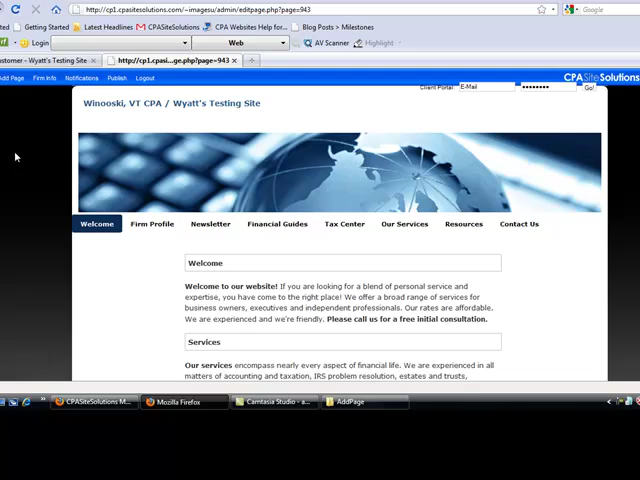 http://cp1.cpasitesolutions.com/~imagesu/admin/editpage.php?page=943
Google
Getting Started Latest Headlines CPASiteSolutions CPA Websites Help for... Blog Posts > Milestones
Login Web AV Scanner Highlight
ustomer - Wyatt's Testing Site http://cp1.cpasi...ge.php?page=943
Add Page Firm Info Notifications Publish Logout CPASiteSolutions
Client Portal E-Mail •••••••• Go!
Winooski, VT CPA / Wyatt's Testing Site
Welcome Firm Profile Newsletter Financial Guides Tax Center Our Services Resources Contact Us
Welcome
Welcome to our website! If you are looking for a blend of personal service and
expertise, you have come to the right place! We offer a broad range of services for
business owners, executives and independent professionals. Our rates are affordable.
We are experienced and we're friendly. Please call us for a free initial consultation.
Services
Our services encompass nearly every aspect of financial life. We are experienced in all
matters of accounting and taxation, IRS problem resolution, estates and trusts,
CPASiteSolutions M... Mozilla Firefox Camtasia Studio - a... AddPage